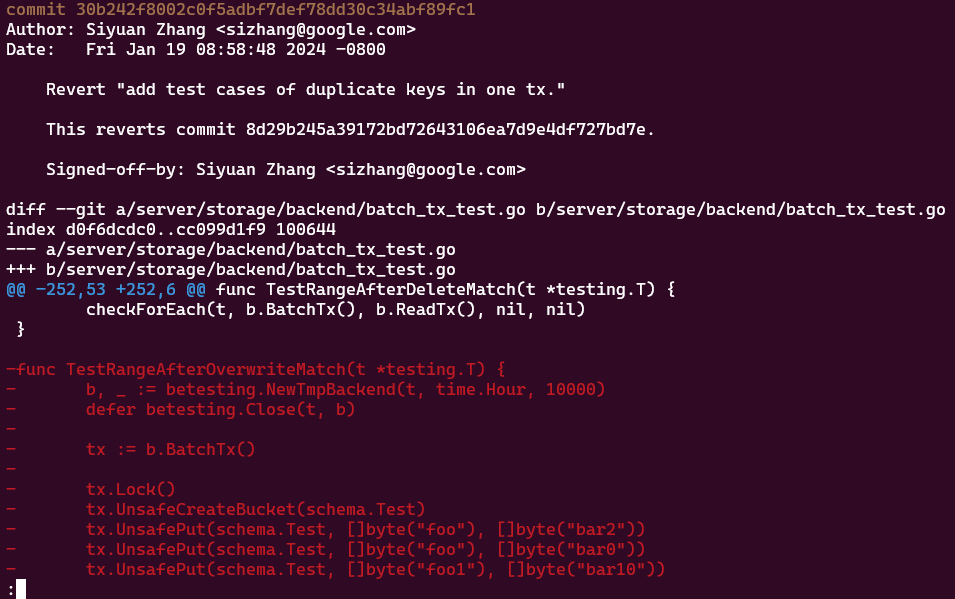 commit 30b242f8002c0f5adbf7def78dd30c34abf89fc1
Author: Siyuan Zhang <sizhang@google.com>
Date:   Fri Jan 19 08:58:48 2024 -0800

    Revert "add test cases of duplicate keys in one tx."

    This reverts commit 8d29b245a39172bd72643106ea7d9e4df727bd7e.

    Signed-off-by: Siyuan Zhang <sizhang@google.com>

diff --git a/server/storage/backend/batch_tx_test.go b/server/storage/backend/batch_tx_test.go
index d0f6dcdc0..cc099d1f9 100644
--- a/server/storage/backend/batch_tx_test.go
+++ b/server/storage/backend/batch_tx_test.go
@@ -252,53 +252,6 @@ func TestRangeAfterDeleteMatch(t *testing.T) {
        checkForEach(t, b.BatchTx(), b.ReadTx(), nil, nil)
 }

-func TestRangeAfterOverwriteMatch(t *testing.T) {
-       b, _ := betesting.NewTmpBackend(t, time.Hour, 10000)
-       defer betesting.Close(t, b)
-
-       tx := b.BatchTx()
-
-       tx.Lock()
-       tx.UnsafeCreateBucket(schema.Test)
-       tx.UnsafePut(schema.Test, []byte("foo"), []byte("bar2"))
-       tx.UnsafePut(schema.Test, []byte("foo"), []byte("bar0"))
-       tx.UnsafePut(schema.Test, []byte("foo1"), []byte("bar10"))
: